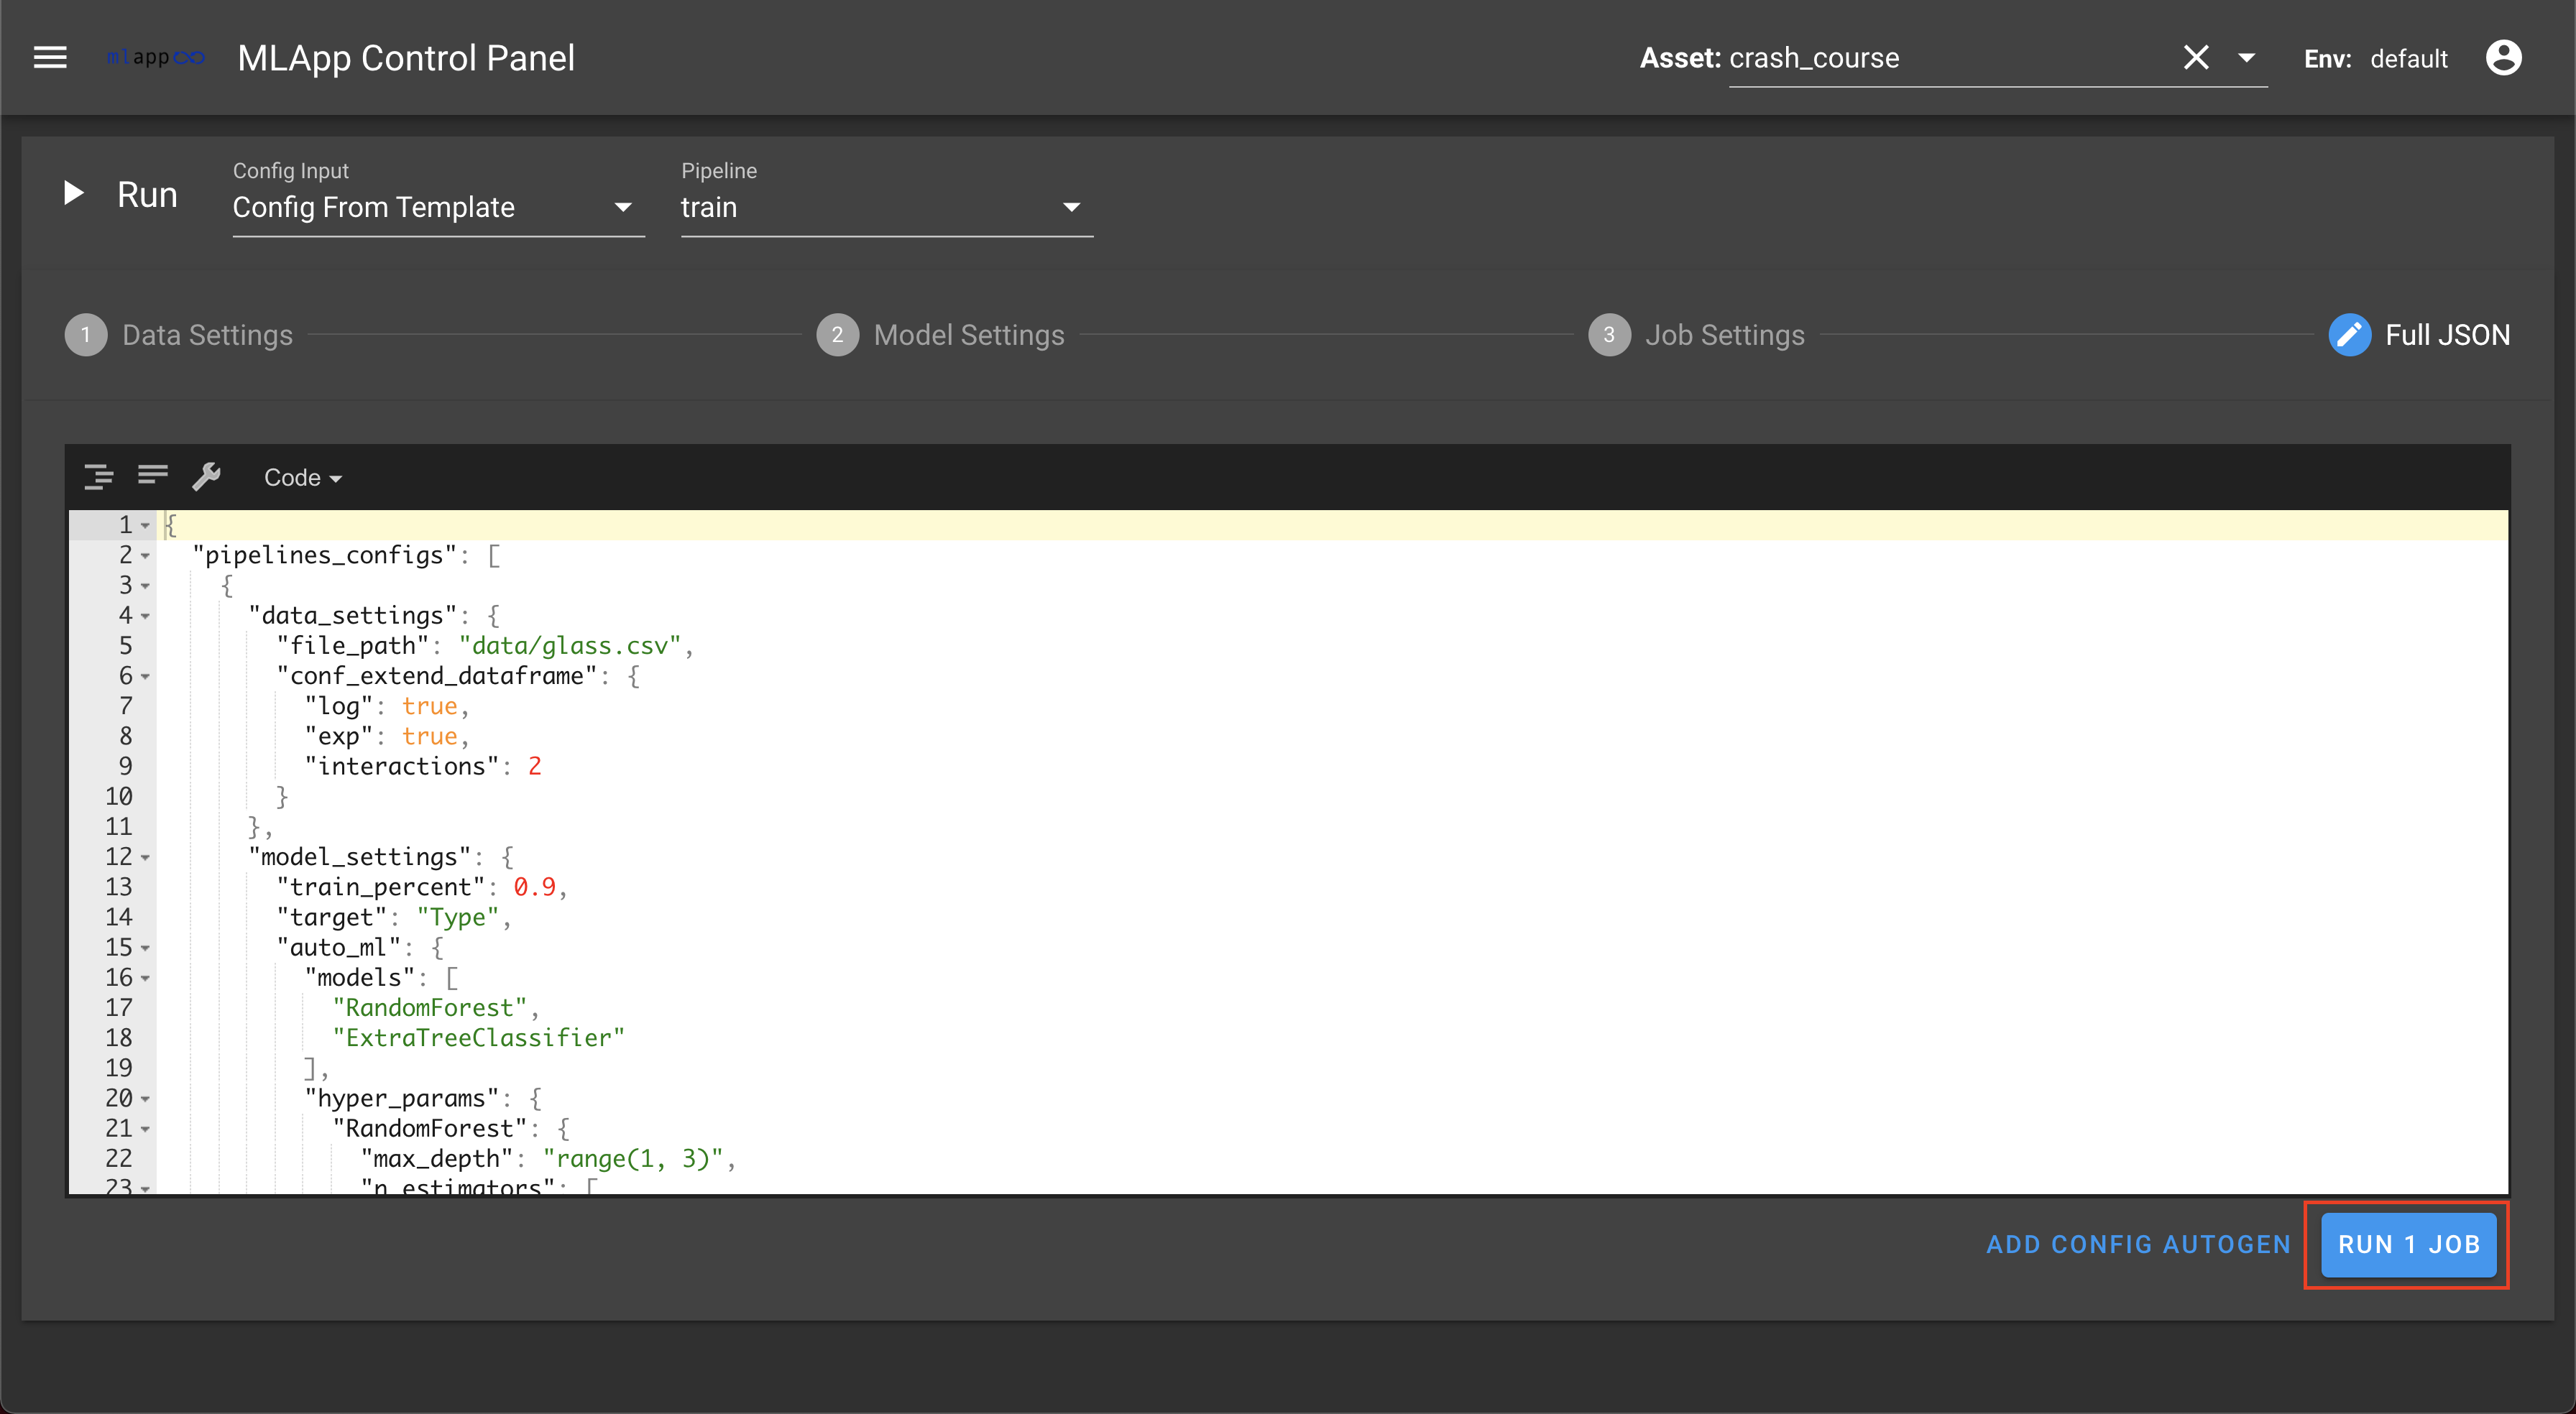 mlapp MLApp Control Panel Asset: crash_course Env: default
Run
Config Input
Config From Template
Pipeline
train
1 Data Settings 2 Model Settings 3 Job Settings Full JSON
Code
1 {
2 "pipelines_configs": [
3 {
4 "data_settings": {
5 "file_path": "data/glass.csv",
6 "conf_extend_dataframe": {
7 "log": true,
8 "exp": true,
9 "interactions": 2
10 }
11 },
12 "model_settings": {
13 "train_percent": 0.9,
14 "target": "Type",
15 "auto_ml": {
16 "models": [
17 "RandomForest",
18 "ExtraTreeClassifier"
19 ],
20 "hyper_params": {
21 "RandomForest": {
22 "max_depth": "range(1, 3)",
23 "n_estimators": [
ADD CONFIG AUTOGEN RUN 1 JOB